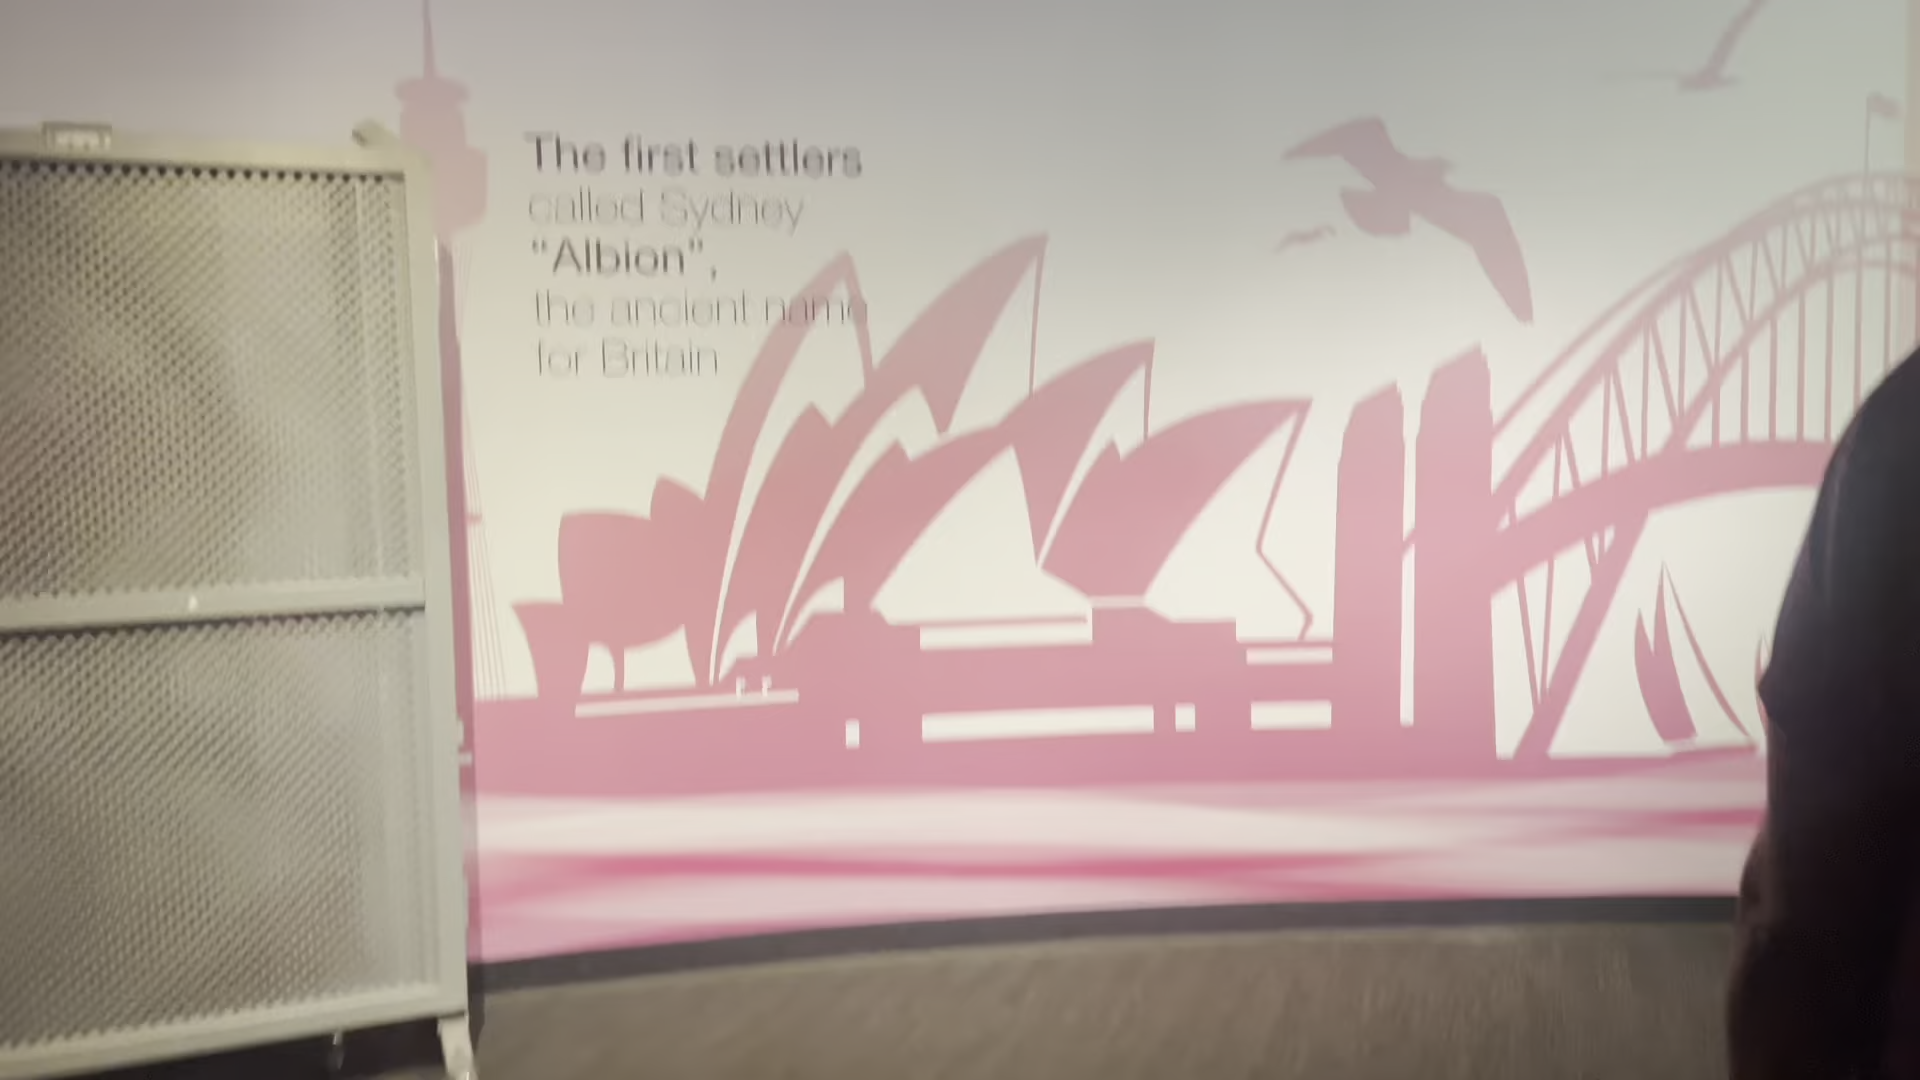 The first settlers
called Sydney
"Albion",
the ancient name
for Britain